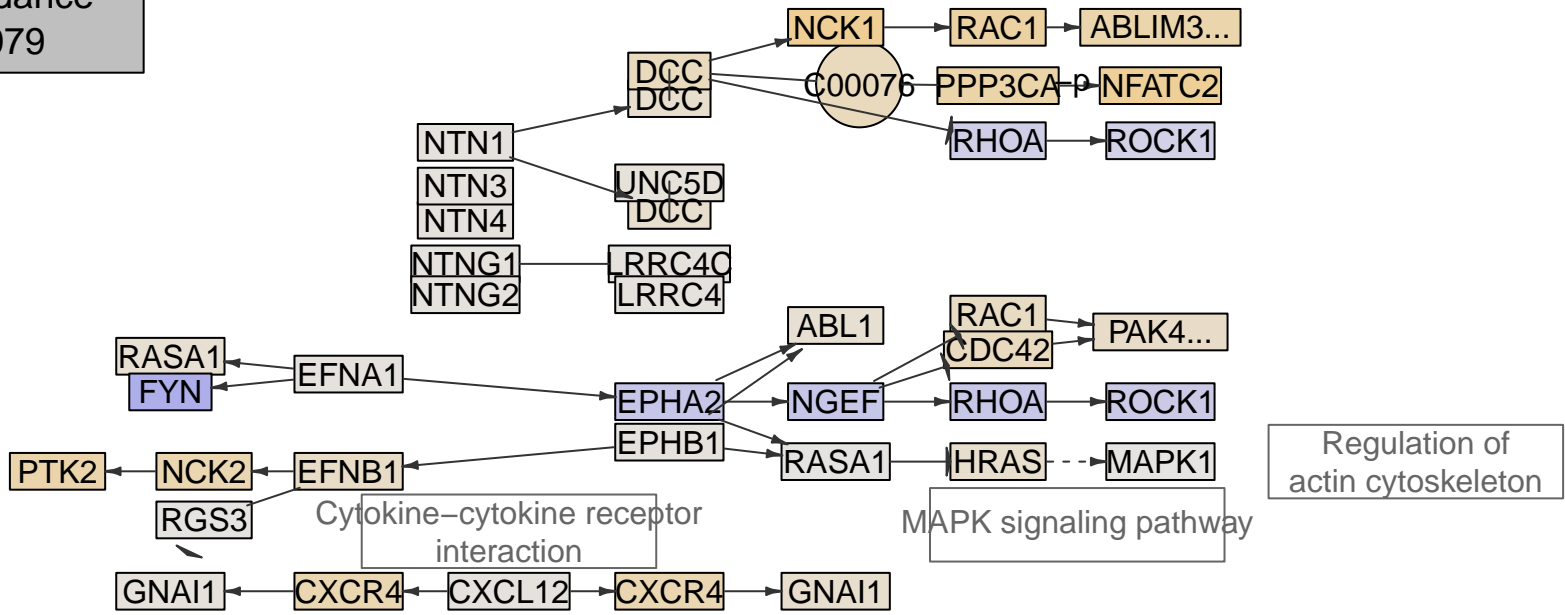 079
NCK1 RAC1 ABLIM3...
DCC C00076 PPP3CA +p NFATC2
DCC
NTN1 RHOA ROCK1
NTN3 UNC5D
NTN4 DCC
NTNG1 LRRC4C
NTNG2 LRRC4
RAC1
ABL1 PAK4...
RASA1 CDC42
EFNA1
FYN EPHA2 NGEF RHOA ROCK1
EPHB1
PTK2 NCK2 EFNB1 RASA1 HRAS MAPK1
RGS3
Cytokine−cytokine receptor
interaction
MAPK signaling pathway
Regulation of
actin cytoskeleton
GNAI1 CXCR4 CXCL12 CXCR4 GNAI1